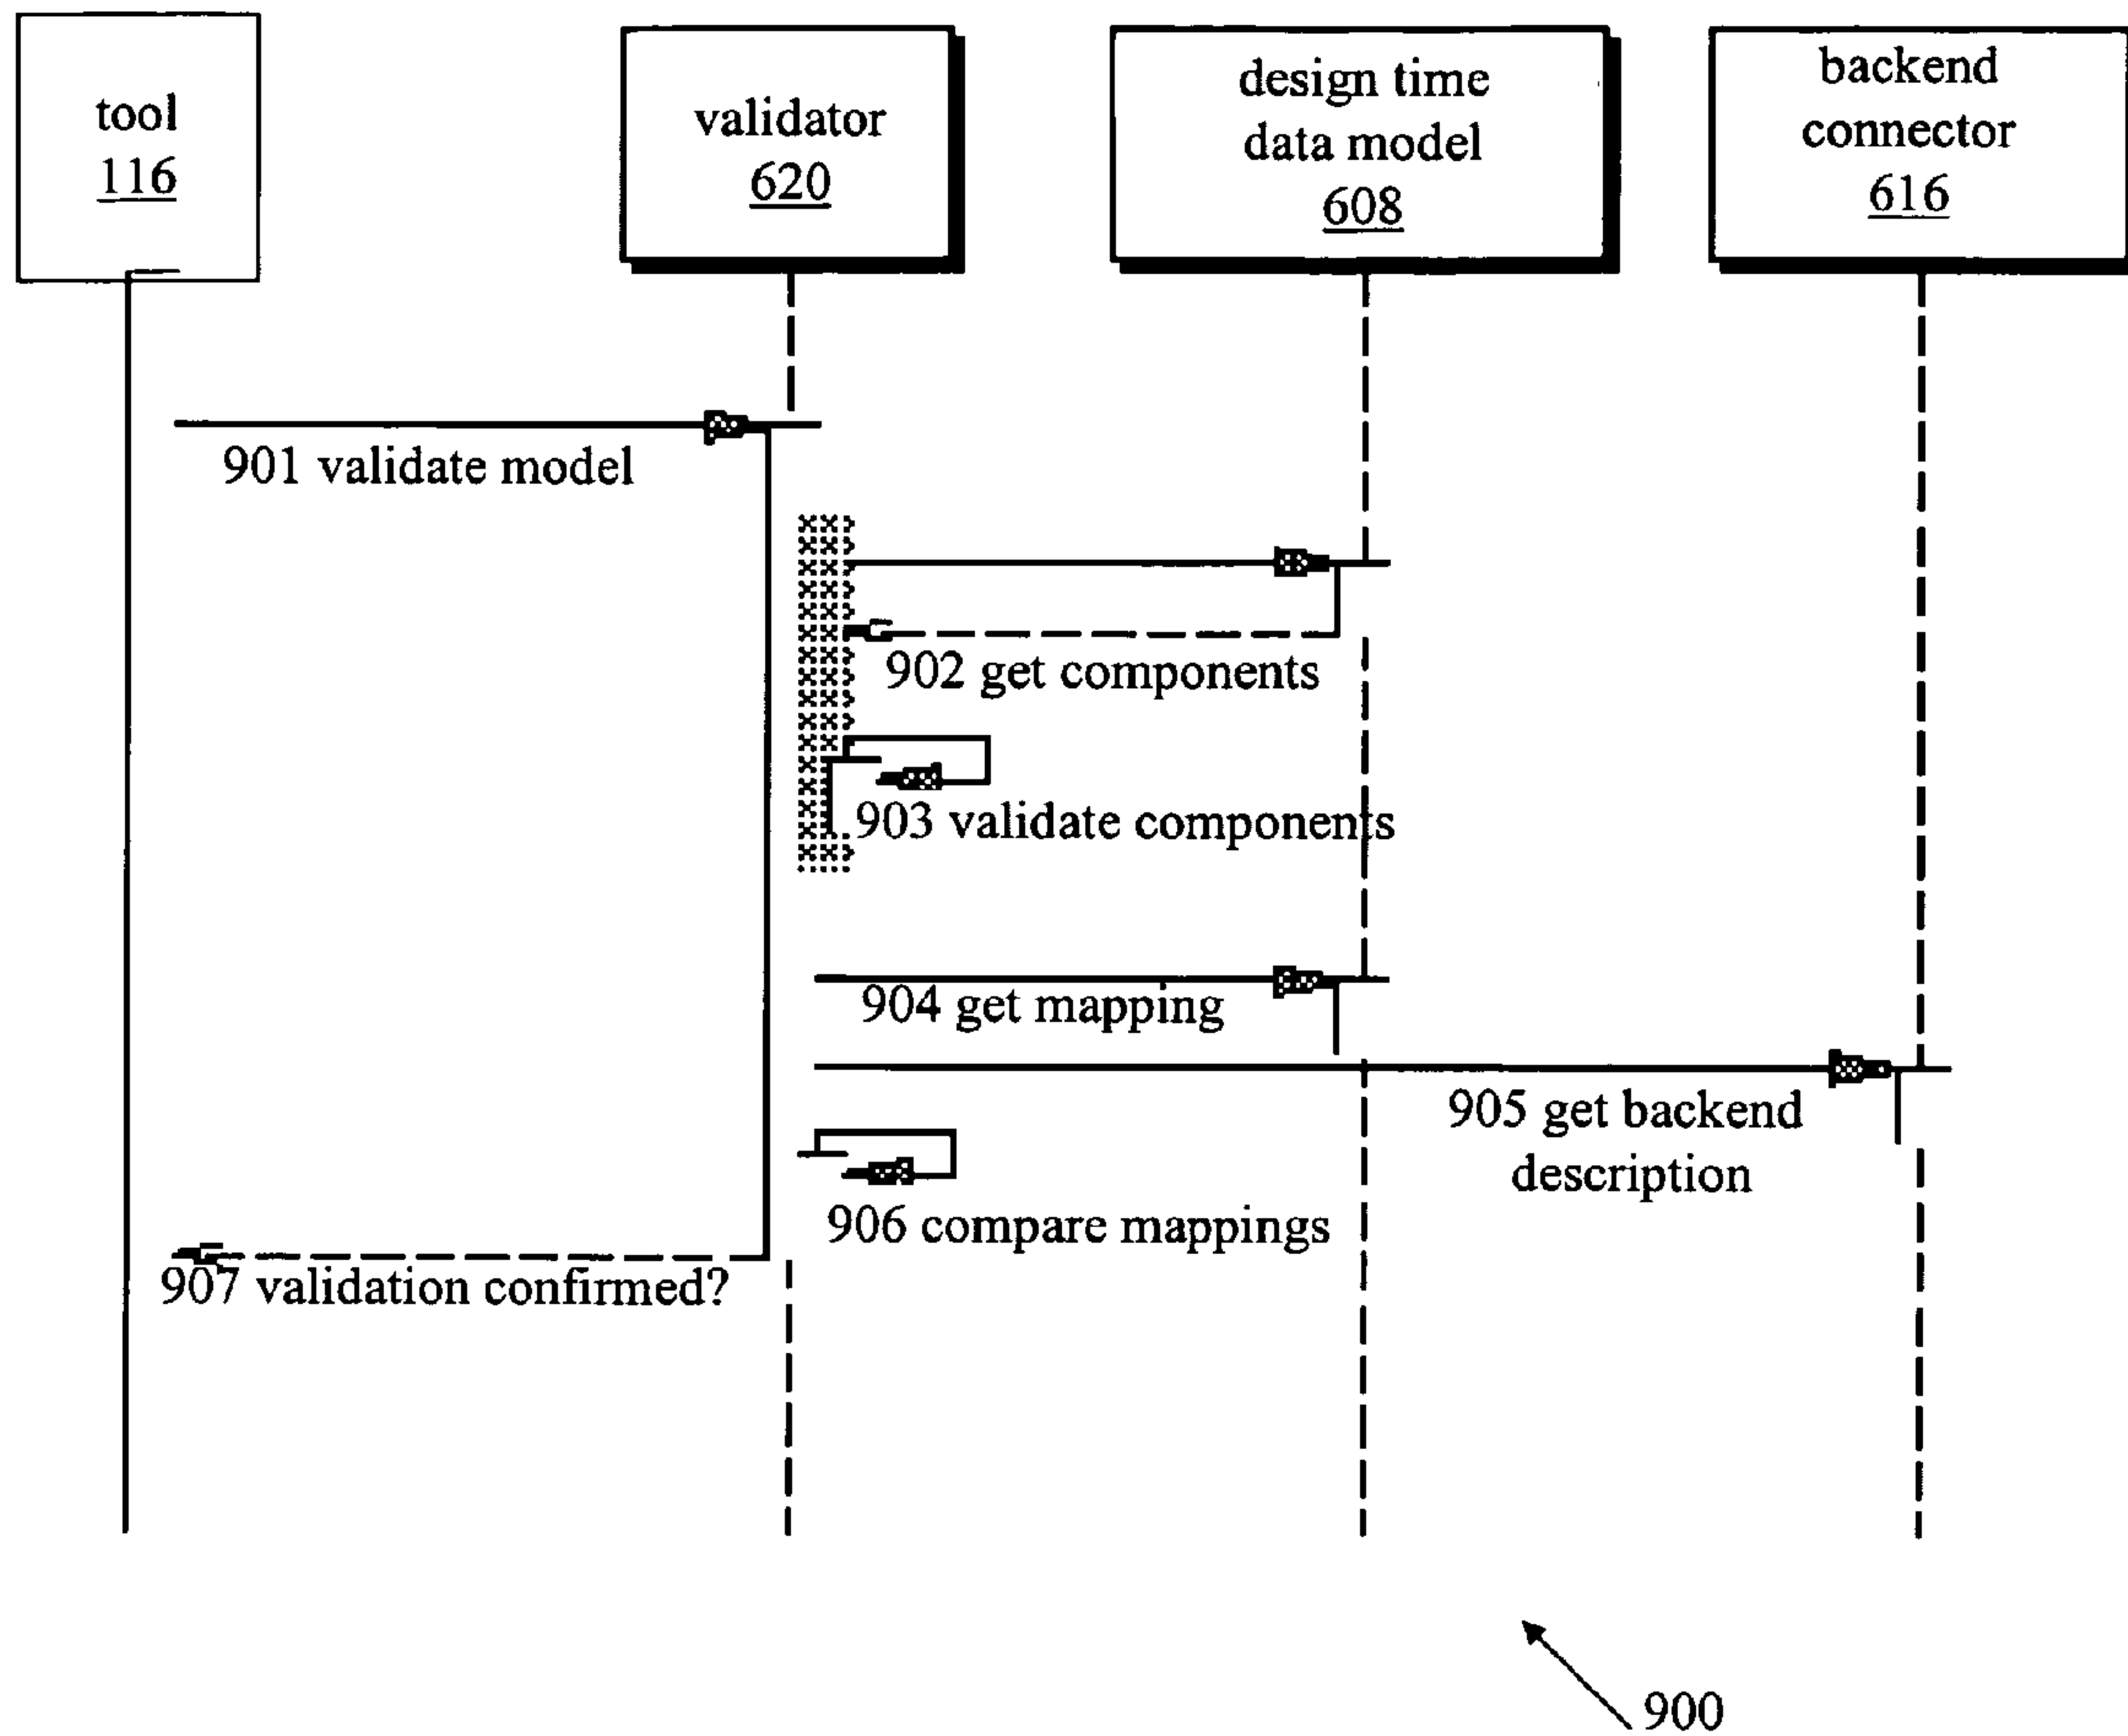 tool
116
validator
620
design time
data model
608
backend
connector
616
901 validate model
902 get components
903 validate components
904 get mapping
905 get backend
description
906 compare mappings
907 validation confirmed?
900